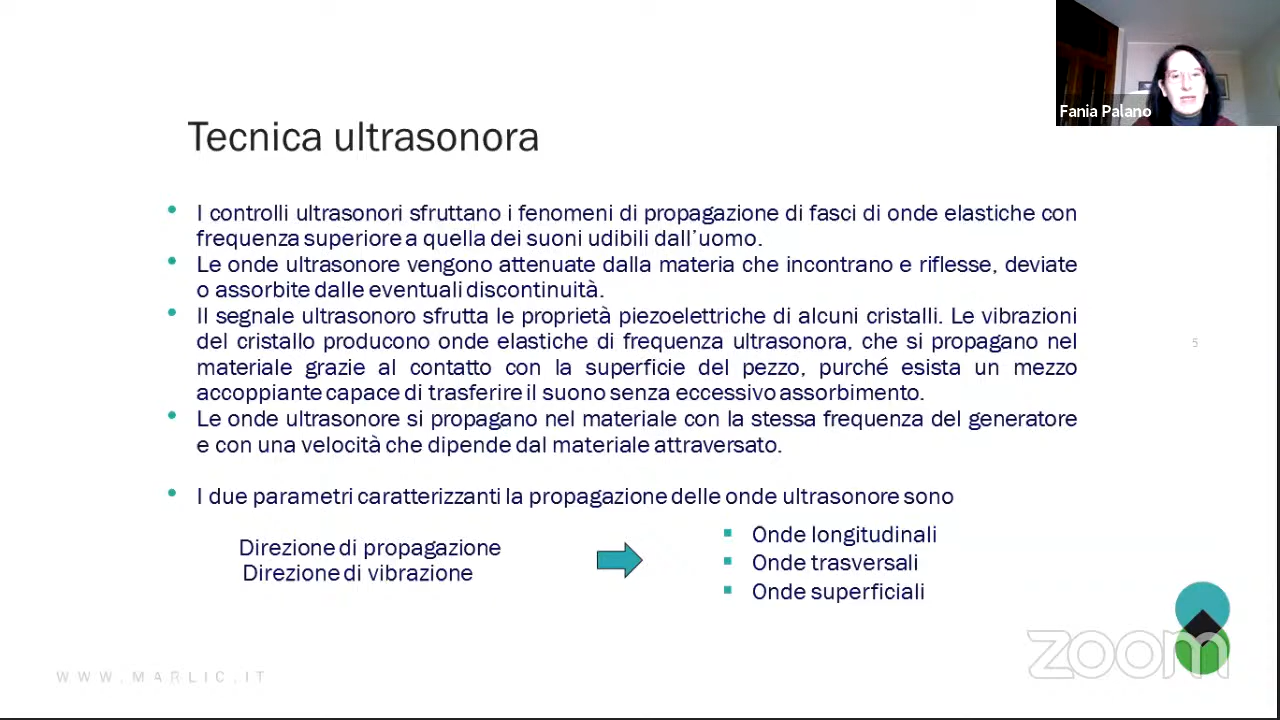 Fania Palano
Tecnica ultrasonora
• I controlli ultrasonori sfruttano i fenomeni di propagazione di fasci di onde elastiche con
frequenza superiore a quella dei suoni udibili dall'uomo.
• Le onde ultrasonore vengono attenuate dalla materia che incontrano e riflesse, deviate
o assorbite dalle eventuali discontinuità.
• Il segnale ultrasonoro sfrutta le proprietà piezoelettriche di alcuni cristalli. Le vibrazioni
del cristallo producono onde elastiche di frequenza ultrasonora, che si propagano nel
materiale grazie al contatto con la superficie del pezzo, purché esista un mezzo
accoppiante capace di trasferire il suono senza eccessivo assorbimento.
• Le onde ultrasonore si propagano nel materiale con la stessa frequenza del generatore
e con una velocità che dipende dal materiale attraversato.
• I due parametri caratterizzanti la propagazione delle onde ultrasonore sono
Direzione di propagazione
Direzione di vibrazione
▪ Onde longitudinali
▪ Onde trasversali
▪ Onde superficiali
5
zoom
WWW.MARLIC.IT